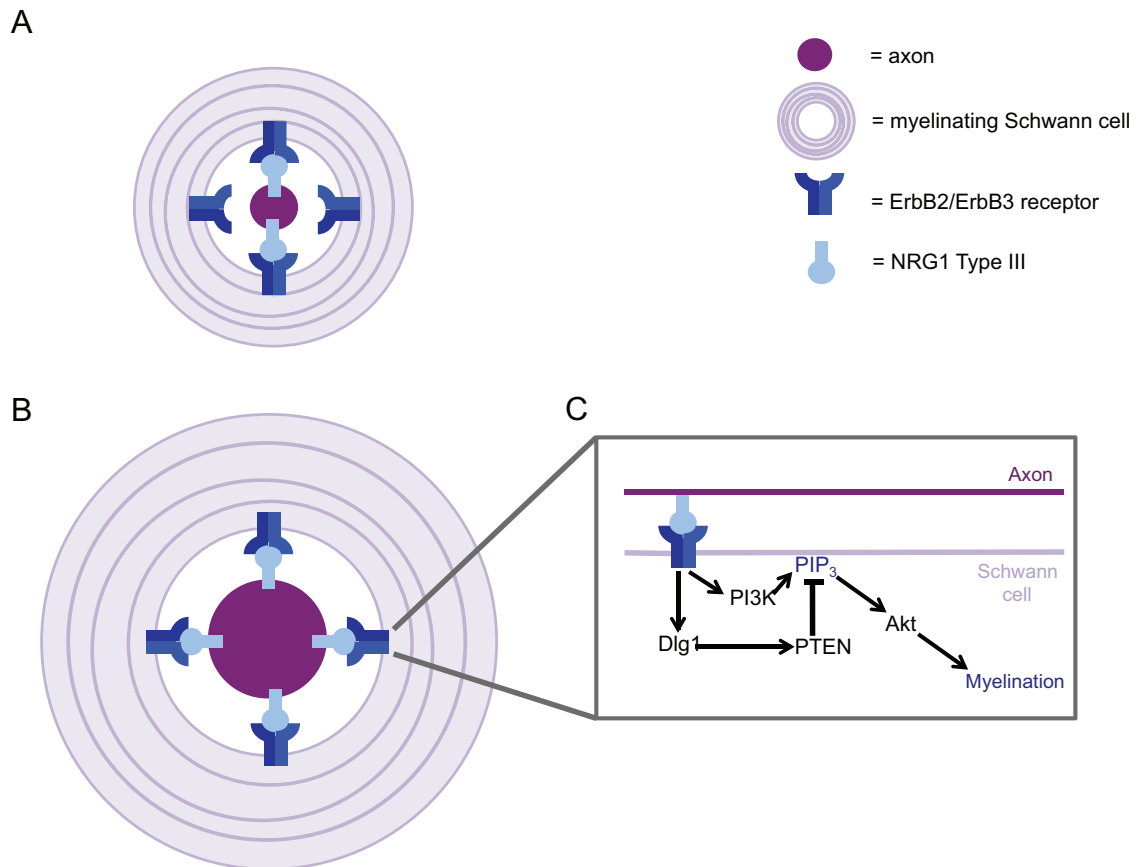 A
= axon
= myelinating Schwann cell
= ErbB2/ErbB3 receptor
= NRG1 Type III
B
C
Axon
Schwann
cell
PIP₃
PI3K
Akt
Dlg1
PTEN
Myelination